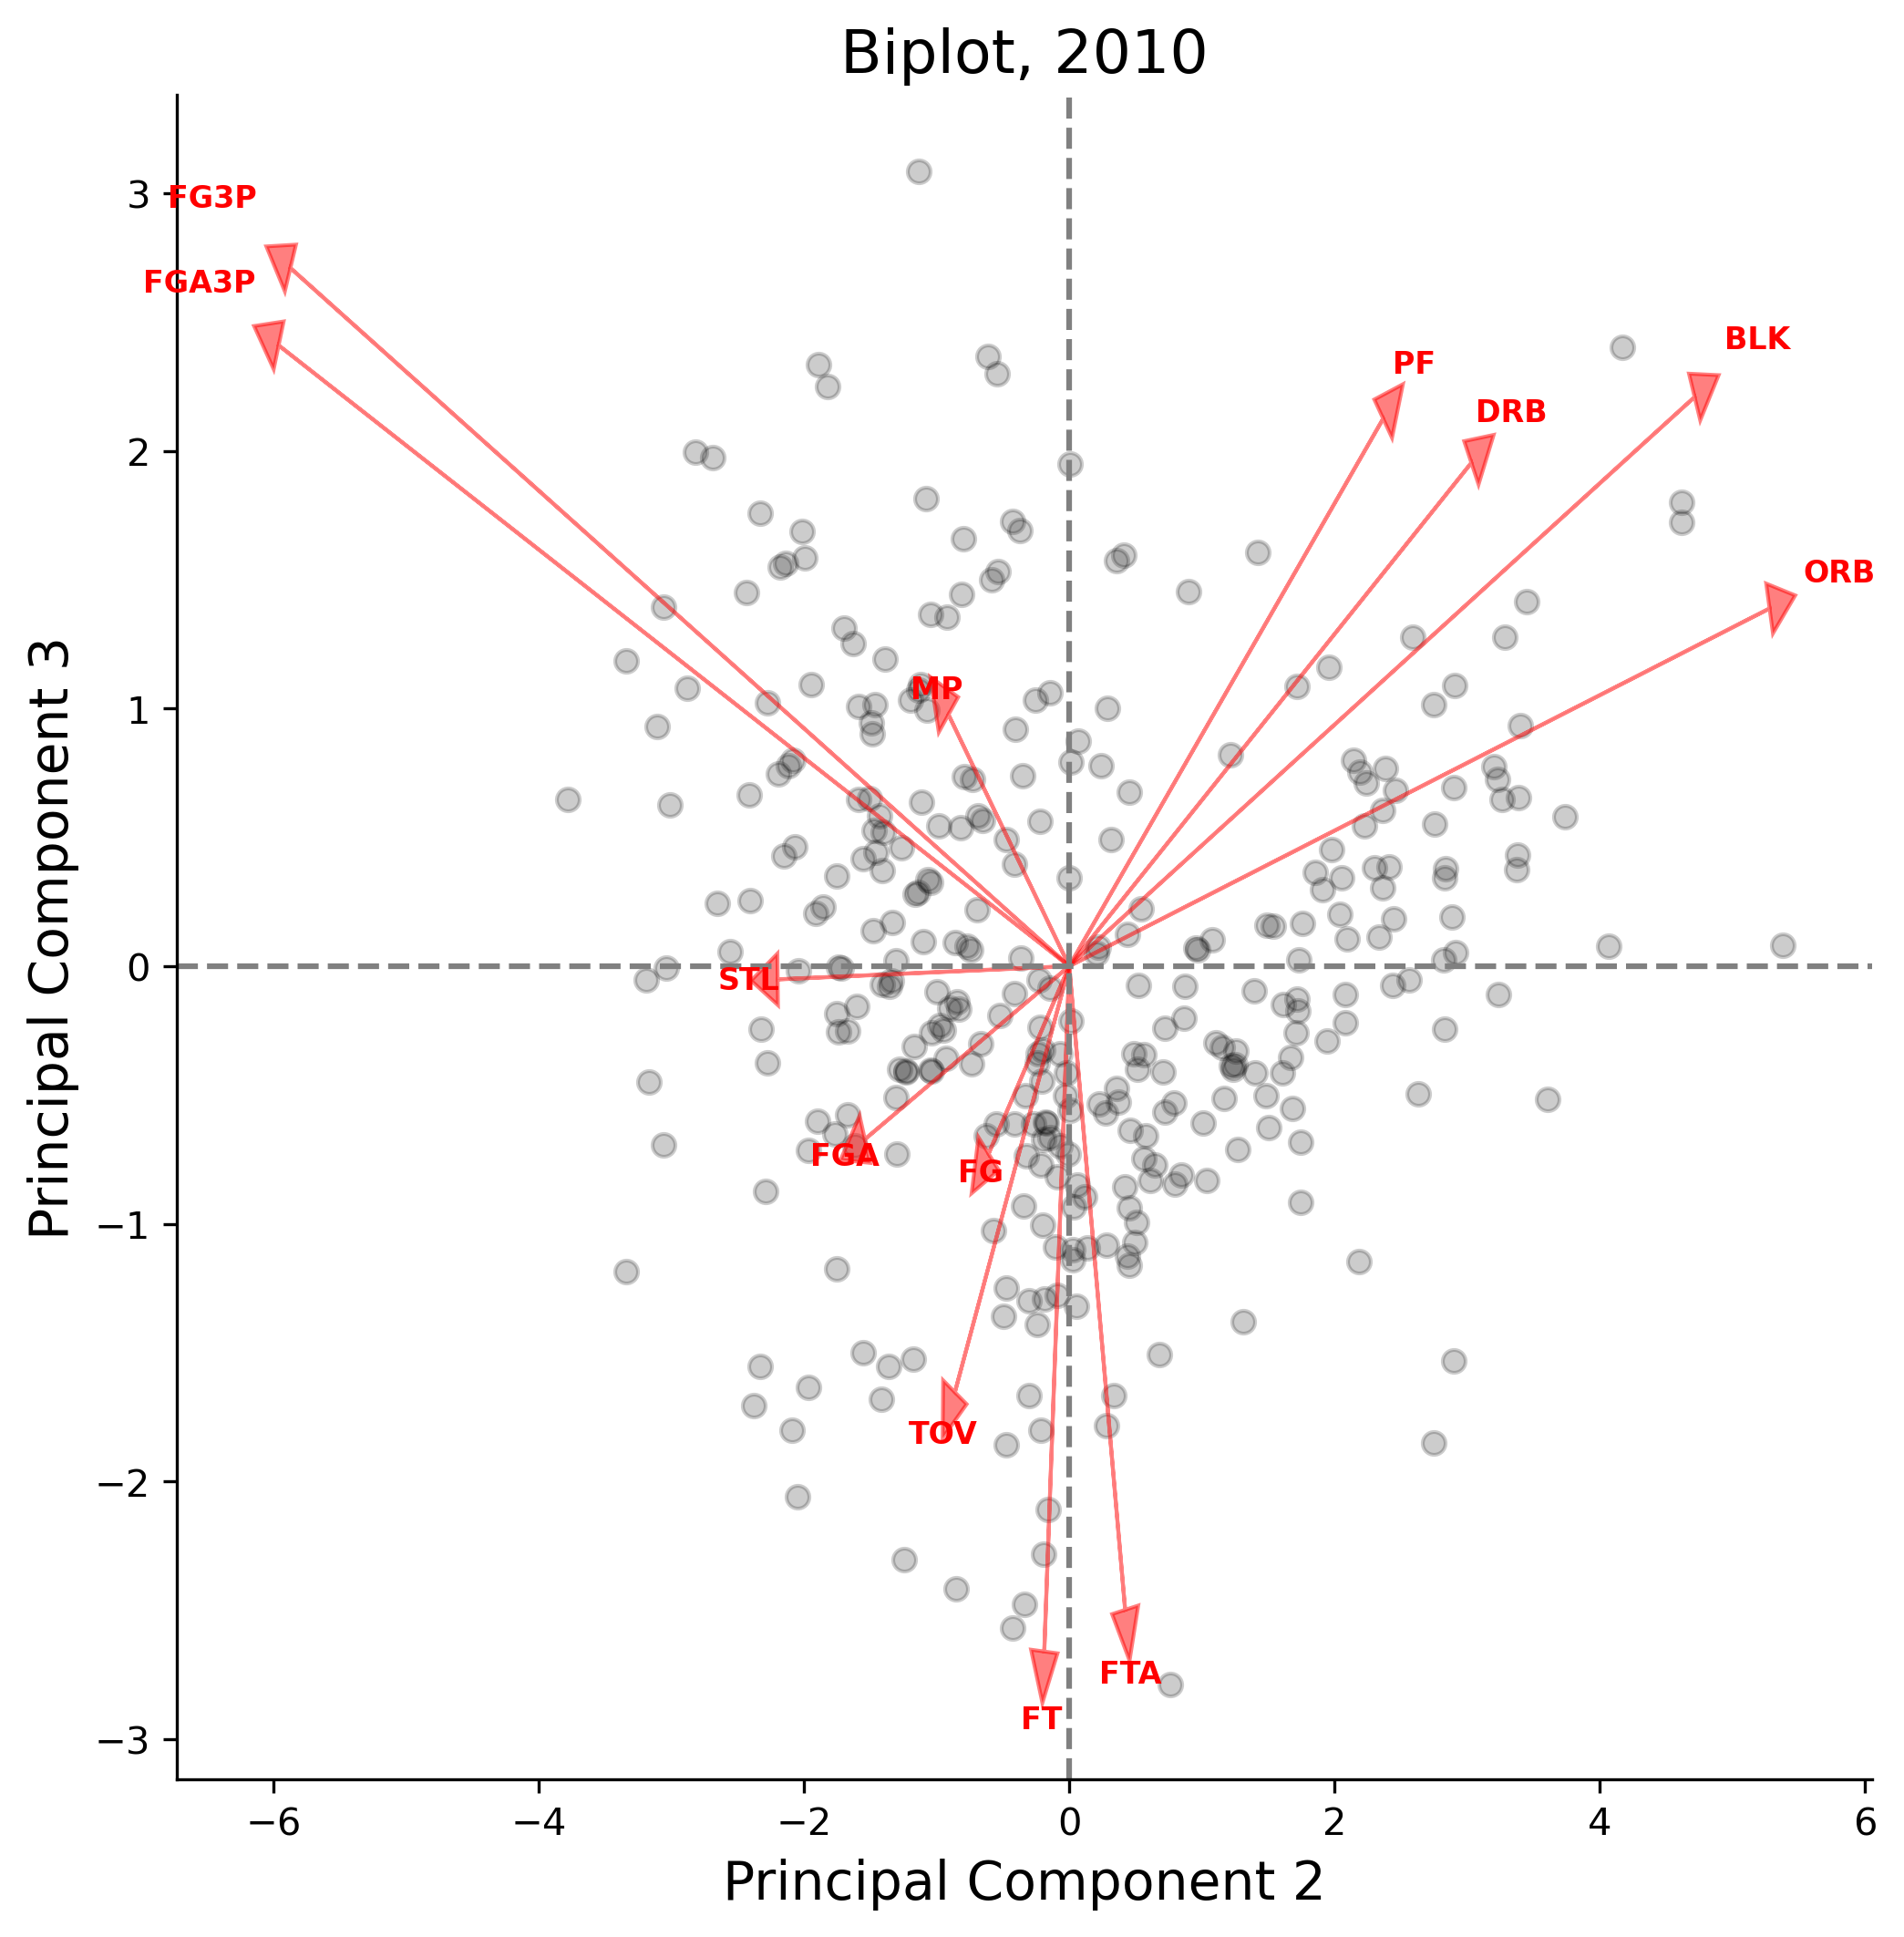 Biplot, 2010
FG3P
FGA3P
BLK
PF
DRB
ORB
MP
STL
FGA
FG
TOV
FTA
FT
Principal Component 3
3
2
1
0
−1
−2
−3
−6
−4
−2
0
2
4
6
Principal Component 2